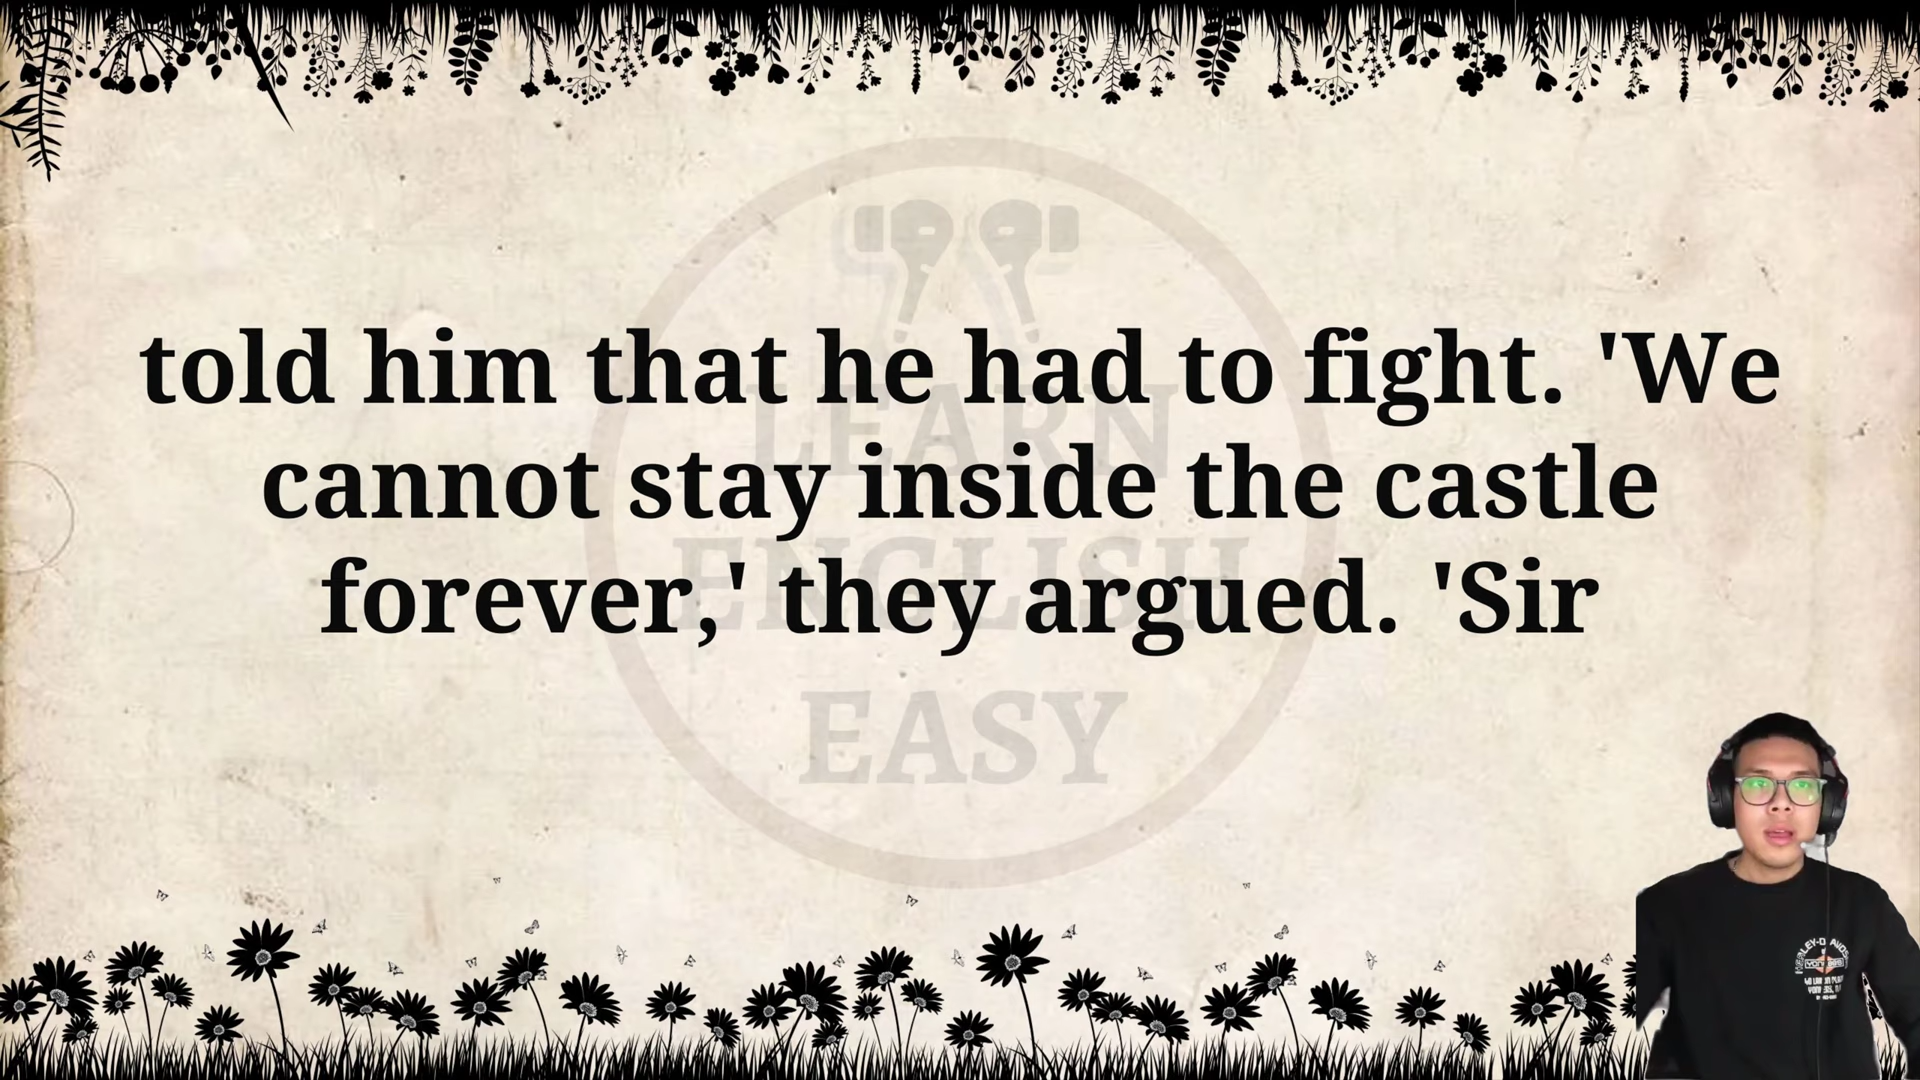 told him that he had to fight. 'We
cannot stay inside the castle
forever,' they argued. 'Sir
LEARN
ENGLISH
EASY